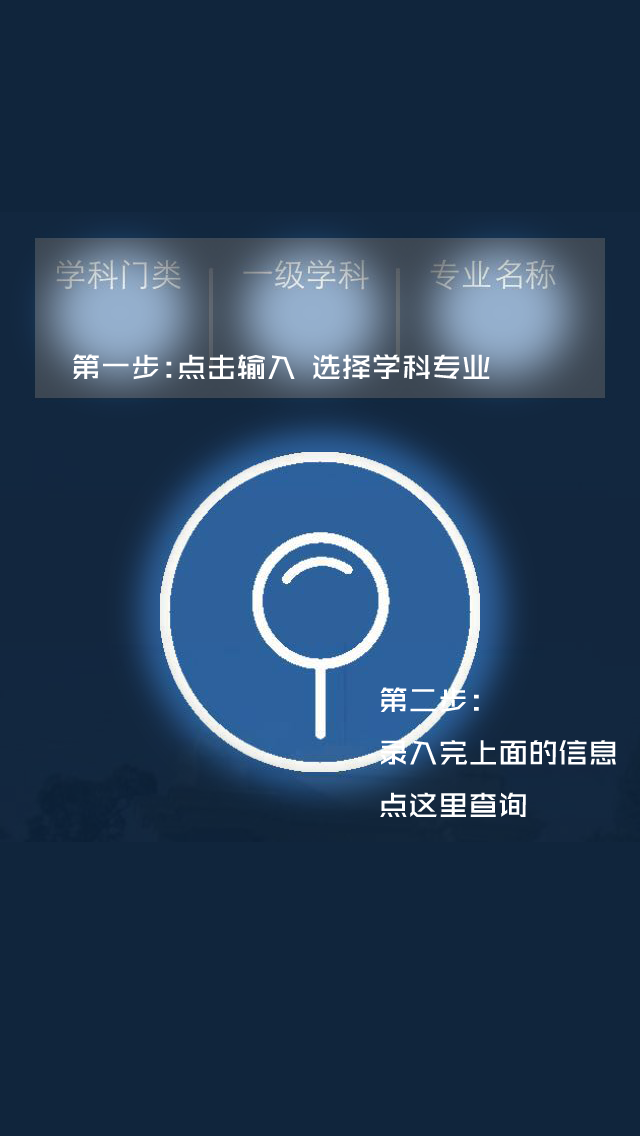 学科门类 一级学科 专业名称
第一步:点击输入 选择学科专业
第二步:
录入完上面的信息
点这里查询